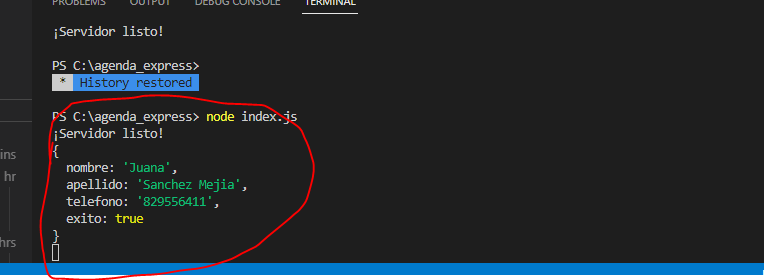 PROBLEMS OUTPUT DEBUG CONSOLE TERMINAL
¡Servidor listo!
PS C:\agenda_express>
* History restored
PS C:\agenda_express> node index.js
¡Servidor listo!
{
ins
nombre: 'Juana',
hr
apellido: 'Sanchez Mejia',
telefono: '829556411',
exito: true
}
hrs